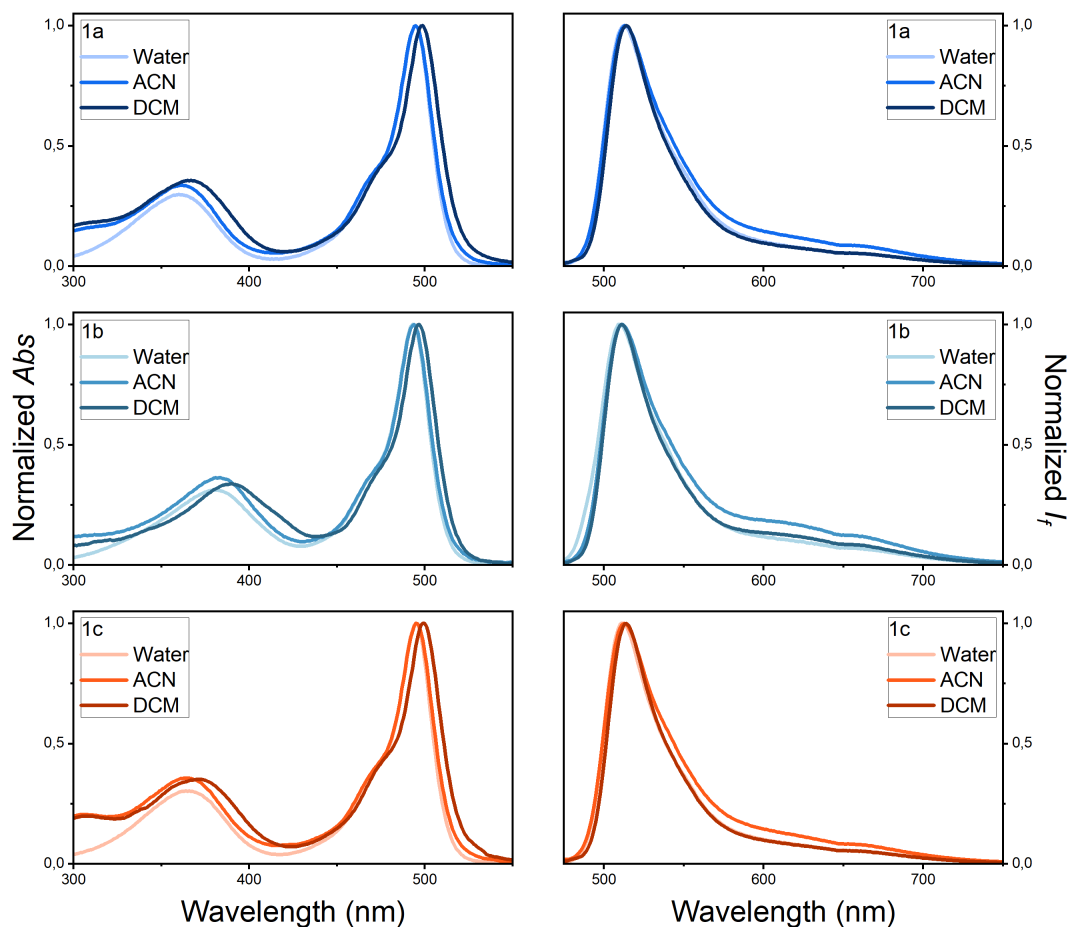 1,0
0,5
0,0
1a
Water
ACN
DCM
300
400
500
1a
Water
ACN
DCM
1,0
0,5
0,0
500
600
700
1,0
0,5
0,0
1b
Water
ACN
DCM
300
400
500
1b
Water
ACN
DCM
1,0
0,5
0,0
500
600
700
1,0
0,5
0,0
1c
Water
ACN
DCM
300
400
500
1c
Water
ACN
DCM
1,0
0,5
0,0
500
600
700
Normalized Abs
Normalized If
Wavelength (nm)
Wavelength (nm)